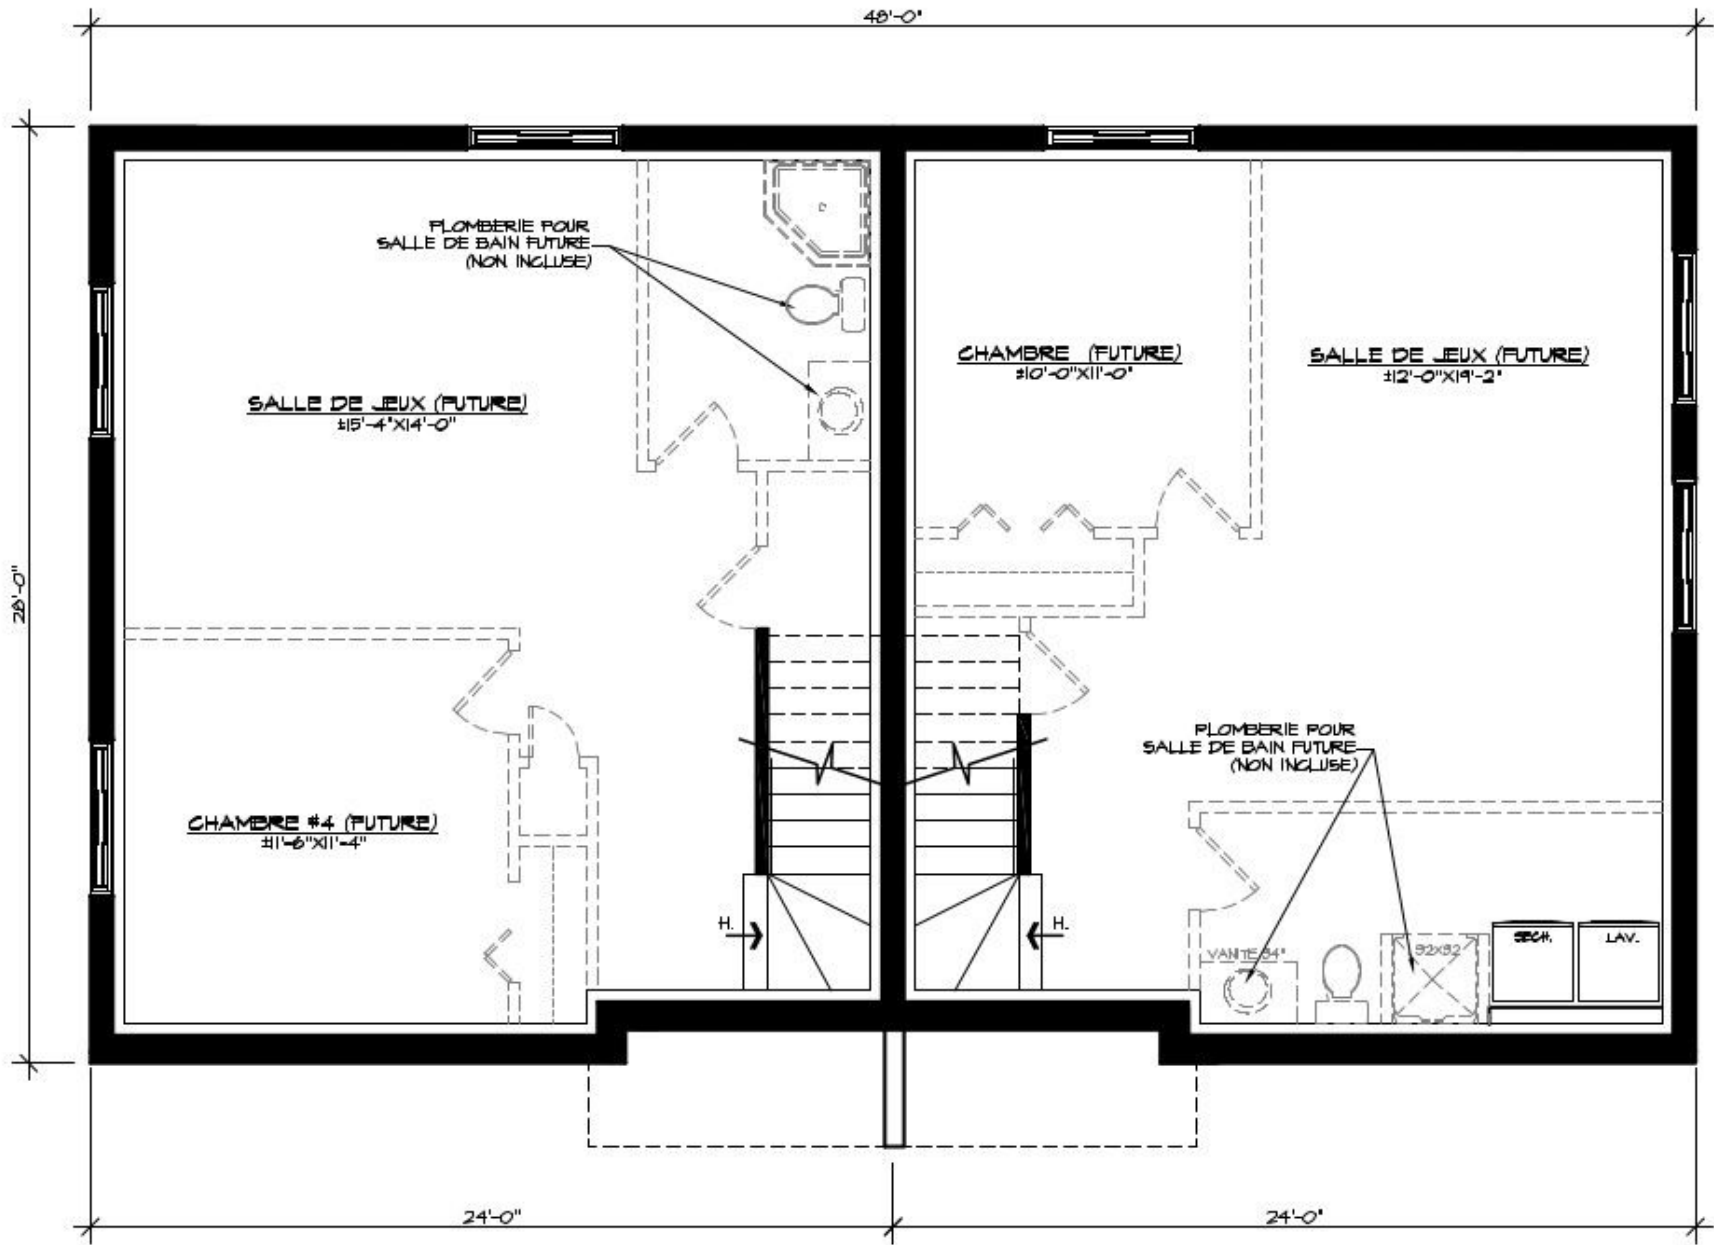 48'-0"
PLOMBERIE POUR
SALLE DE BAIN FUTURE
(NON INCLUSE)
CHAMBRE (FUTURE)
±10'-0"X11'-0"
SALLE DE JEUX (FUTURE)
±12'-0"X19'-2"
SALLE DE JEUX (FUTURE)
±15'-4"X14'-0"
28'-0"
PLOMBERIE POUR
SALLE DE BAIN FUTURE
(NON INCLUSE)
CHAMBRE #4 (FUTURE)
±11'-6"X11'-4"
H.
H.
VANITE 34"
32X32
SECH.
LAV.
24'-0"
24'-0"